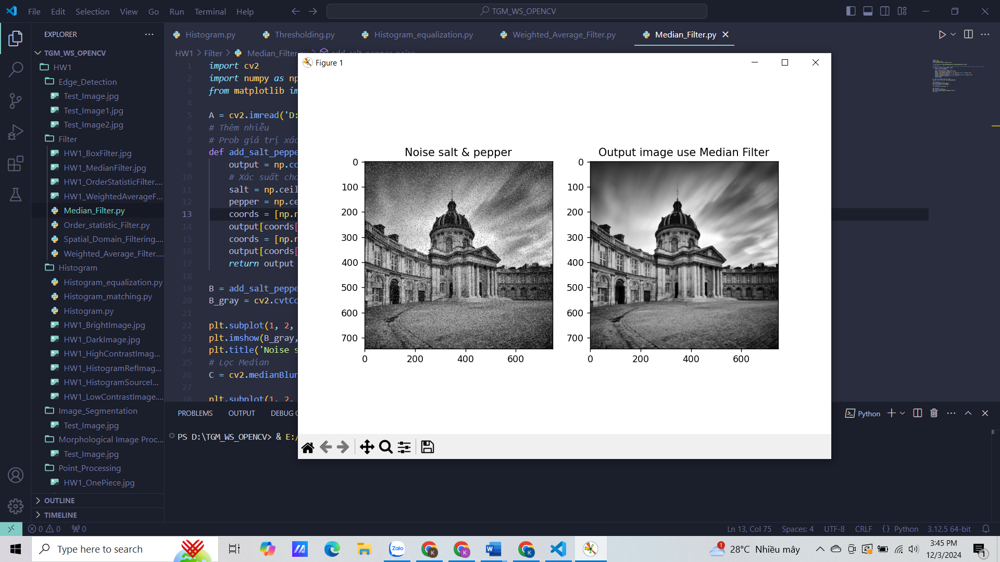 File Edit Selection View Go Run Terminal Help
TGM_WS_OPENCV
EXPLORER
TGM_WS_OPENCV
HW1
Edge_Detection
Test_Image.jpg
Test_Image1.jpg
Test_Image2.jpg
Filter
HW1_BoxFilter.jpg
HW1_MedianFilter.jpg
HW1_OrderStatisticFilter....
HW1_WeightedAverageF...
Median_Filter.py
Order_statistic_Filter.py
Spatial_Domain_Filtering....
Weighted_Average_Filter....
Histogram
Histogram_equalization.py
Histogram_matching.py
Histogram.py
HW1_BrightImage.jpg
HW1_DarkImage.jpg
HW1_HighContrastImag...
HW1_HistogramRefImag...
HW1_HistogramSourceI...
HW1_LowContrastImage....
Image_Segmentation
Test_Image.jpg
Morphological Image Proc...
Test_Image.jpg
Point_Processing
HW1_OnePiece.jpg
OUTLINE
TIMELINE
Histogram.py Thresholding.py Histogram_equalization.py Weighted_Average_Filter.py Median_Filter.py
HW1 > Filter > Median_Filter.py > add_salt_pepper_noise
1 import cv2
2 import numpy as np
3 from matplotlib im
4
5 A = cv2.imread('D:
6 # Thêm nhiễu
7 # Prob giá trị xác
8 def add_salt_peppe
9 output = np.co
10 # Xác suất cho
11 salt = np.ceil
12 pepper = np.ce
13 coords = [np.r
14 output[coords[
15 coords = [np.r
16 output[coords[
17 return output
18
19 B = add_salt_peppe
20 B_gray = cv2.cvtCo
21
22 plt.subplot(1, 2,
23 plt.imshow(B_gray,
24 plt.title('Noise s
25 # Lọc Median
26 C = cv2.medianBlur
27
28 plt.subplot(1, 2,
Figure 1
Noise salt & pepper
0
100
200
300
400
500
600
700
0 200 400 600
Output image use Median Filter
0
100
200
300
400
500
600
700
0 200 400 600
PROBLEMS OUTPUT DEBUG C
Python
PS D:\TGM_WS_OPENCV> & E:/
0 0 0
Ln 13, Col 75 Spaces: 4 UTF-8 CRLF { } Python 3.12.5 64-bit
Type here to search
Zalo
K K K
1
28°C Nhiều mây
3:45 PM
12/3/2024
1